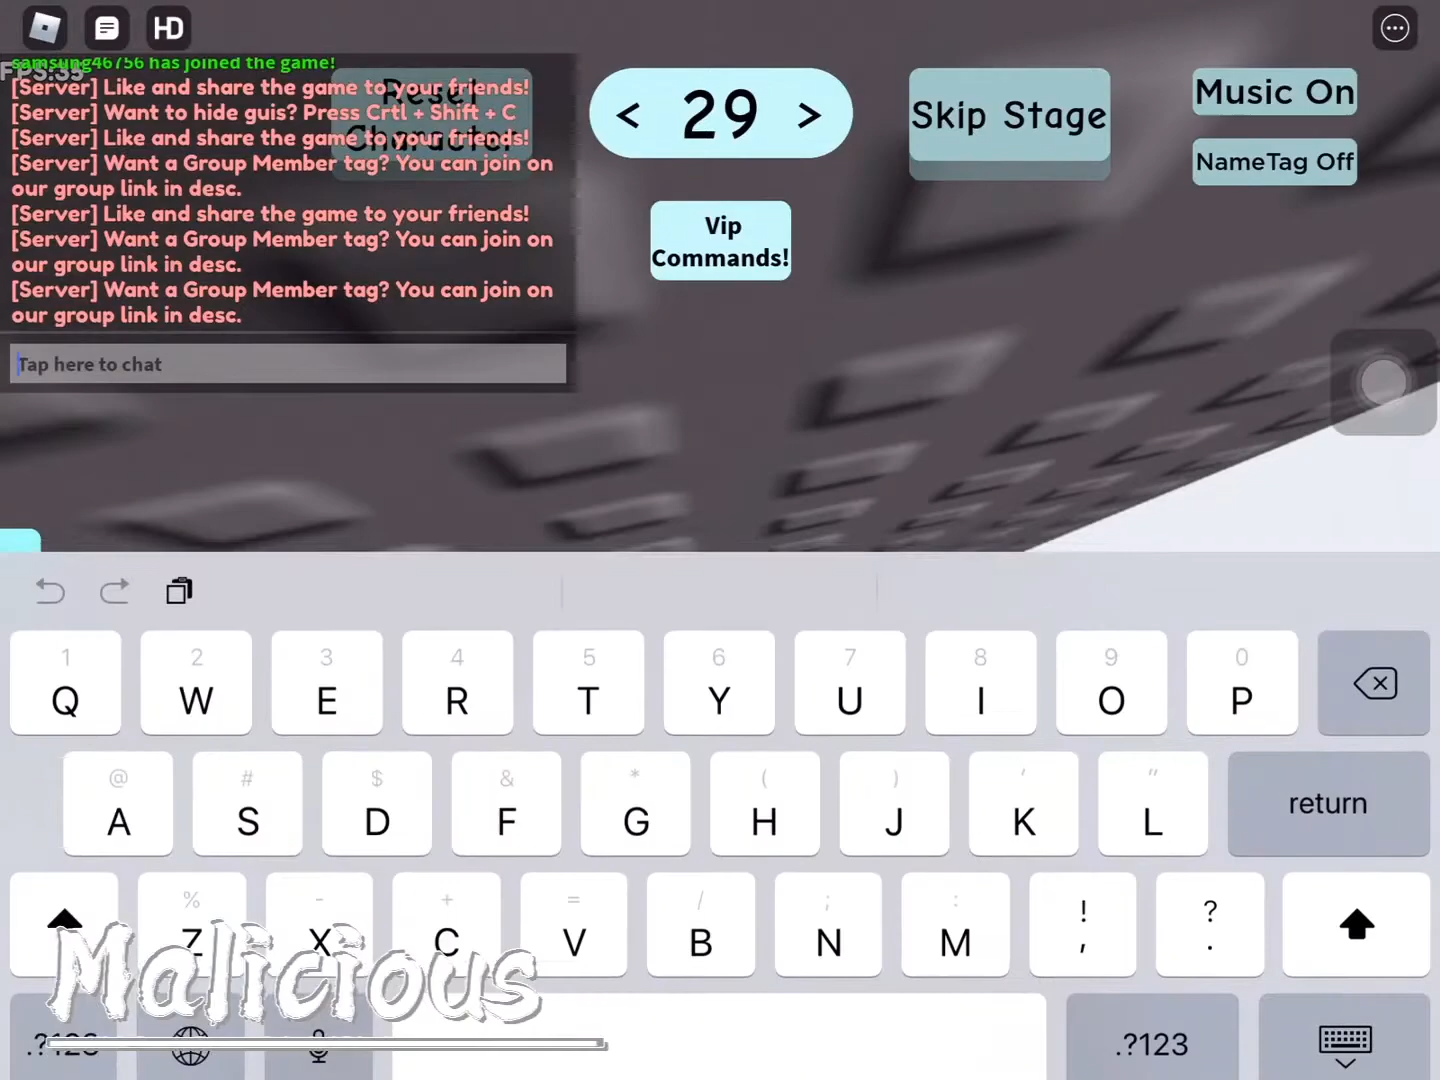 HD
samsung46756 has joined the game!
FPS:35
[Server] Like and share the game to your friends!
[Server] Want to hide guis? Press Crtl + Shift + C
[Server] Like and share the game to your friends!
[Server] Want a Group Member tag? You can join on
our group link in desc.
[Server] Like and share the game to your friends!
[Server] Want a Group Member tag? You can join on
our group link in desc.
[Server] Want a Group Member tag? You can join on
our group link in desc.
Tap here to chat
Reset
Character
< 29 >
Skip Stage
Music On
NameTag Off
Vip
Commands!
1 2 3 4 5 6 7 8 9 0
Q W E R T Y U I O P
@ # $ & * ( ) ' "
A S D F G H J K L return
% - + = / ; : ! ?
Z X C V B N M , .
Malicious
.?123 .?123